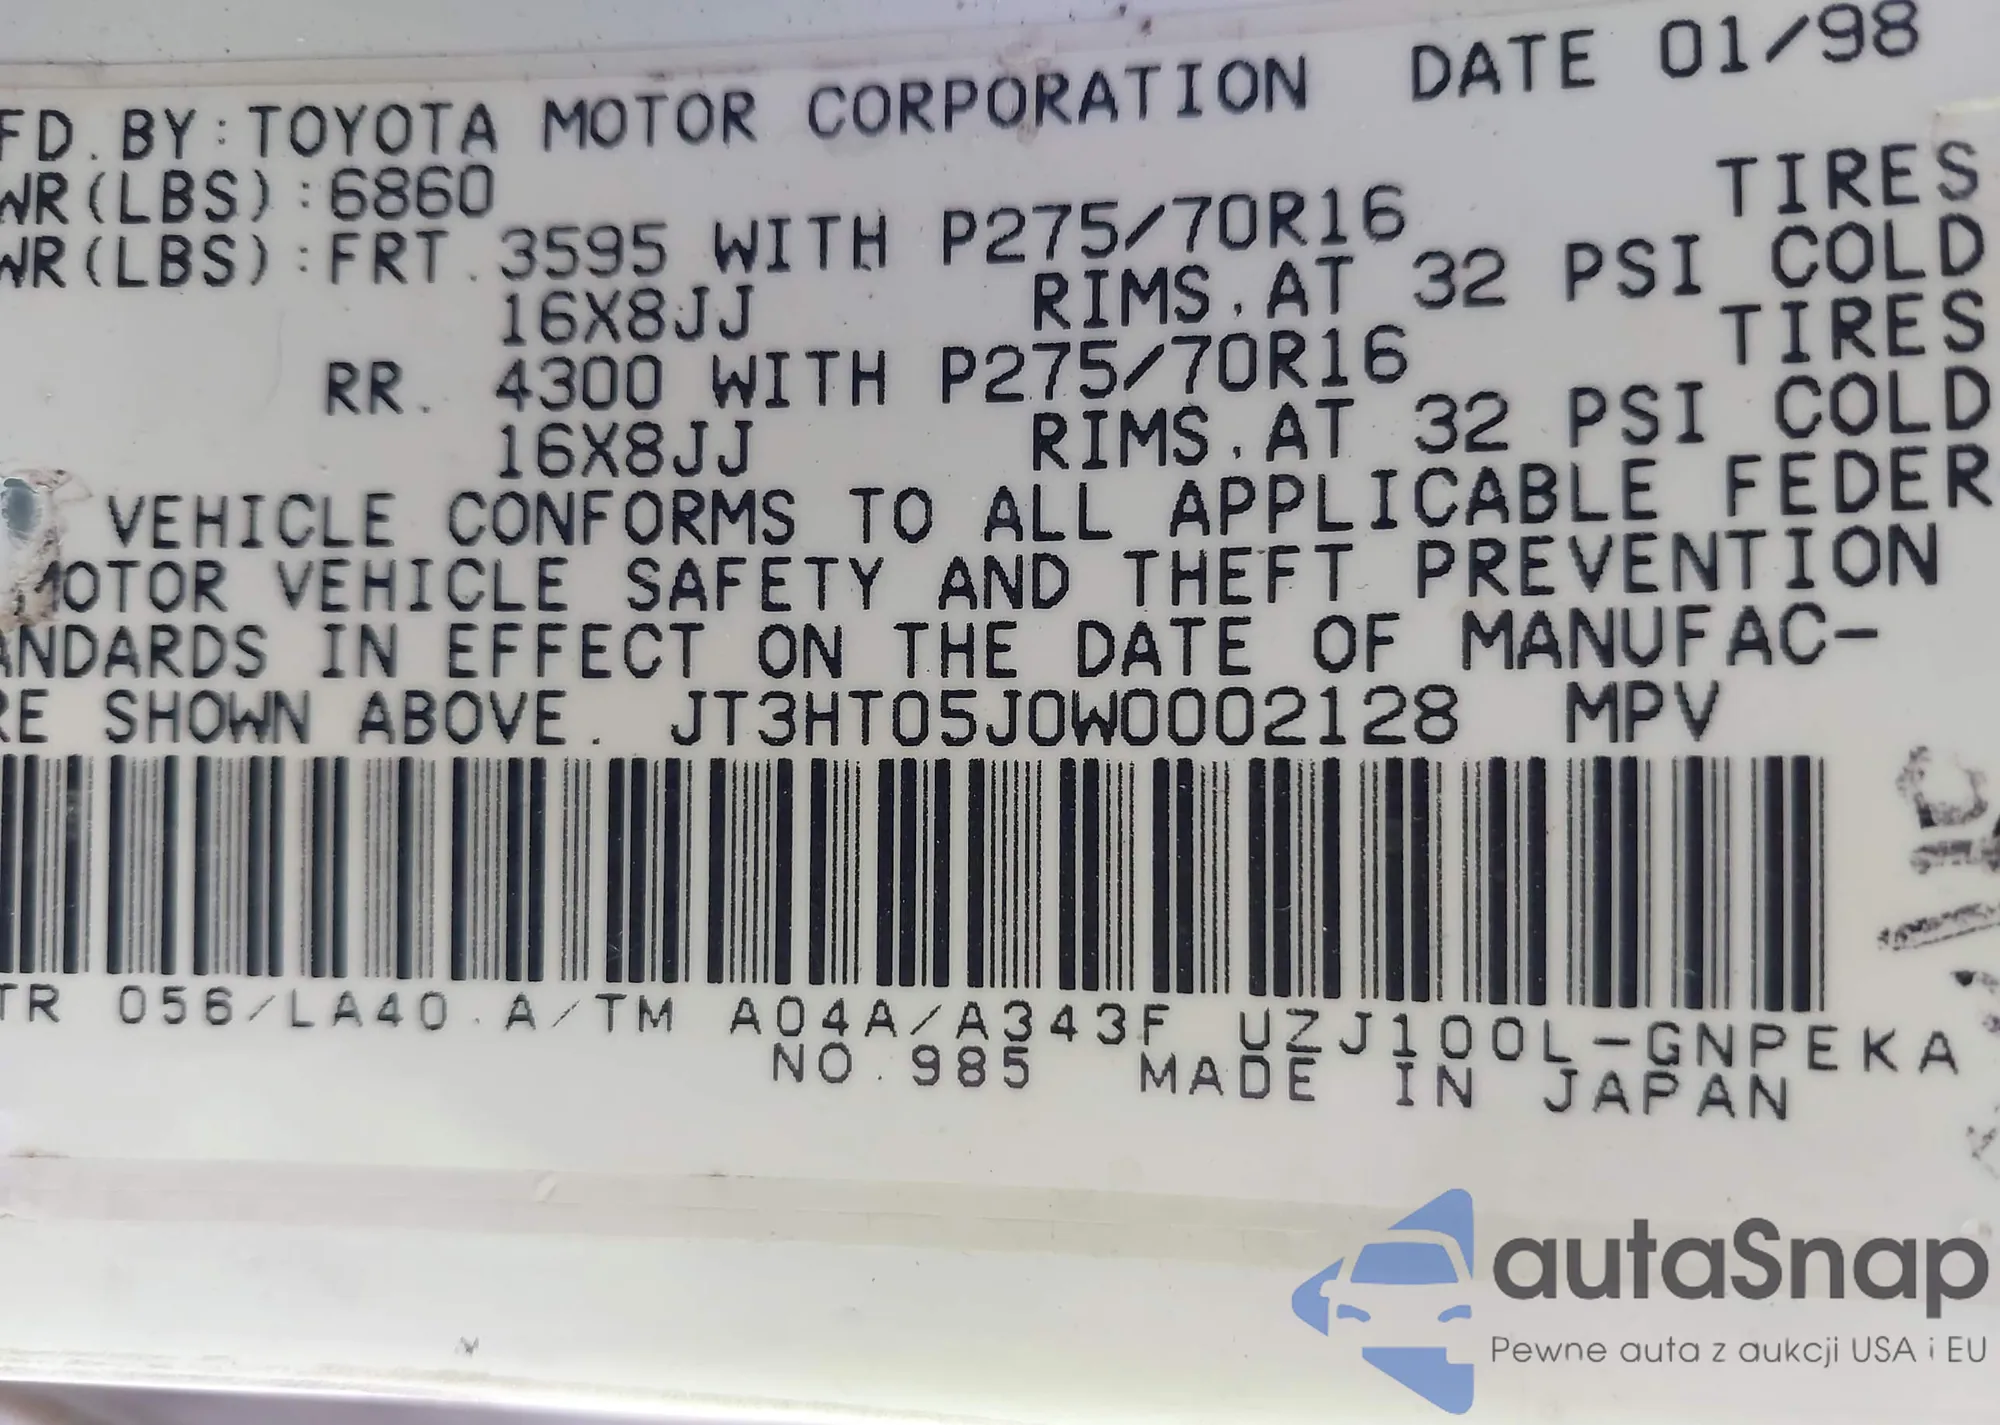 FD. BY:TOYOTA MOTOR CORPORATION DATE 01/98
WR(LBS):6860
WR(LBS):FRT. 3595 WITH P275/70R16 TIRES
16X8JJ RIMS.AT 32 PSI COLD
RR. 4300 WITH P275/70R16 TIRES
16X8JJ RIMS.AT 32 PSI COLD
VEHICLE CONFORMS TO ALL APPLICABLE FEDER
MOTOR VEHICLE SAFETY AND THEFT PREVENTION
ANDARDS IN EFFECT ON THE DATE OF MANUFAC-
RE SHOWN ABOVE. JT3HT05J0W0002128 MPV
TR 056/LA40 A/TM A04A/A343F UZJ100L-GNPEKA
NO.985 MADE IN JAPAN
autaSnap
Pewne auta z aukcji USA i EU